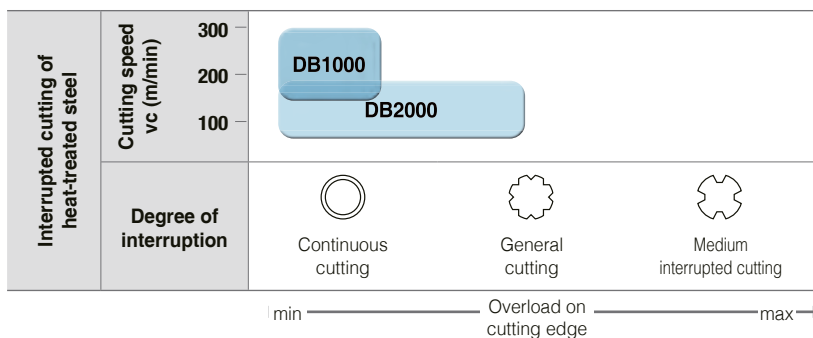 Interrupted cutting of
heat-treated steel
Cutting speed
vc (m/min)
300
200
100
DB1000
DB2000
Degree of
interruption
Continuous
cutting
General
cutting
Medium
interrupted cutting
min
Overload on
cutting edge
max